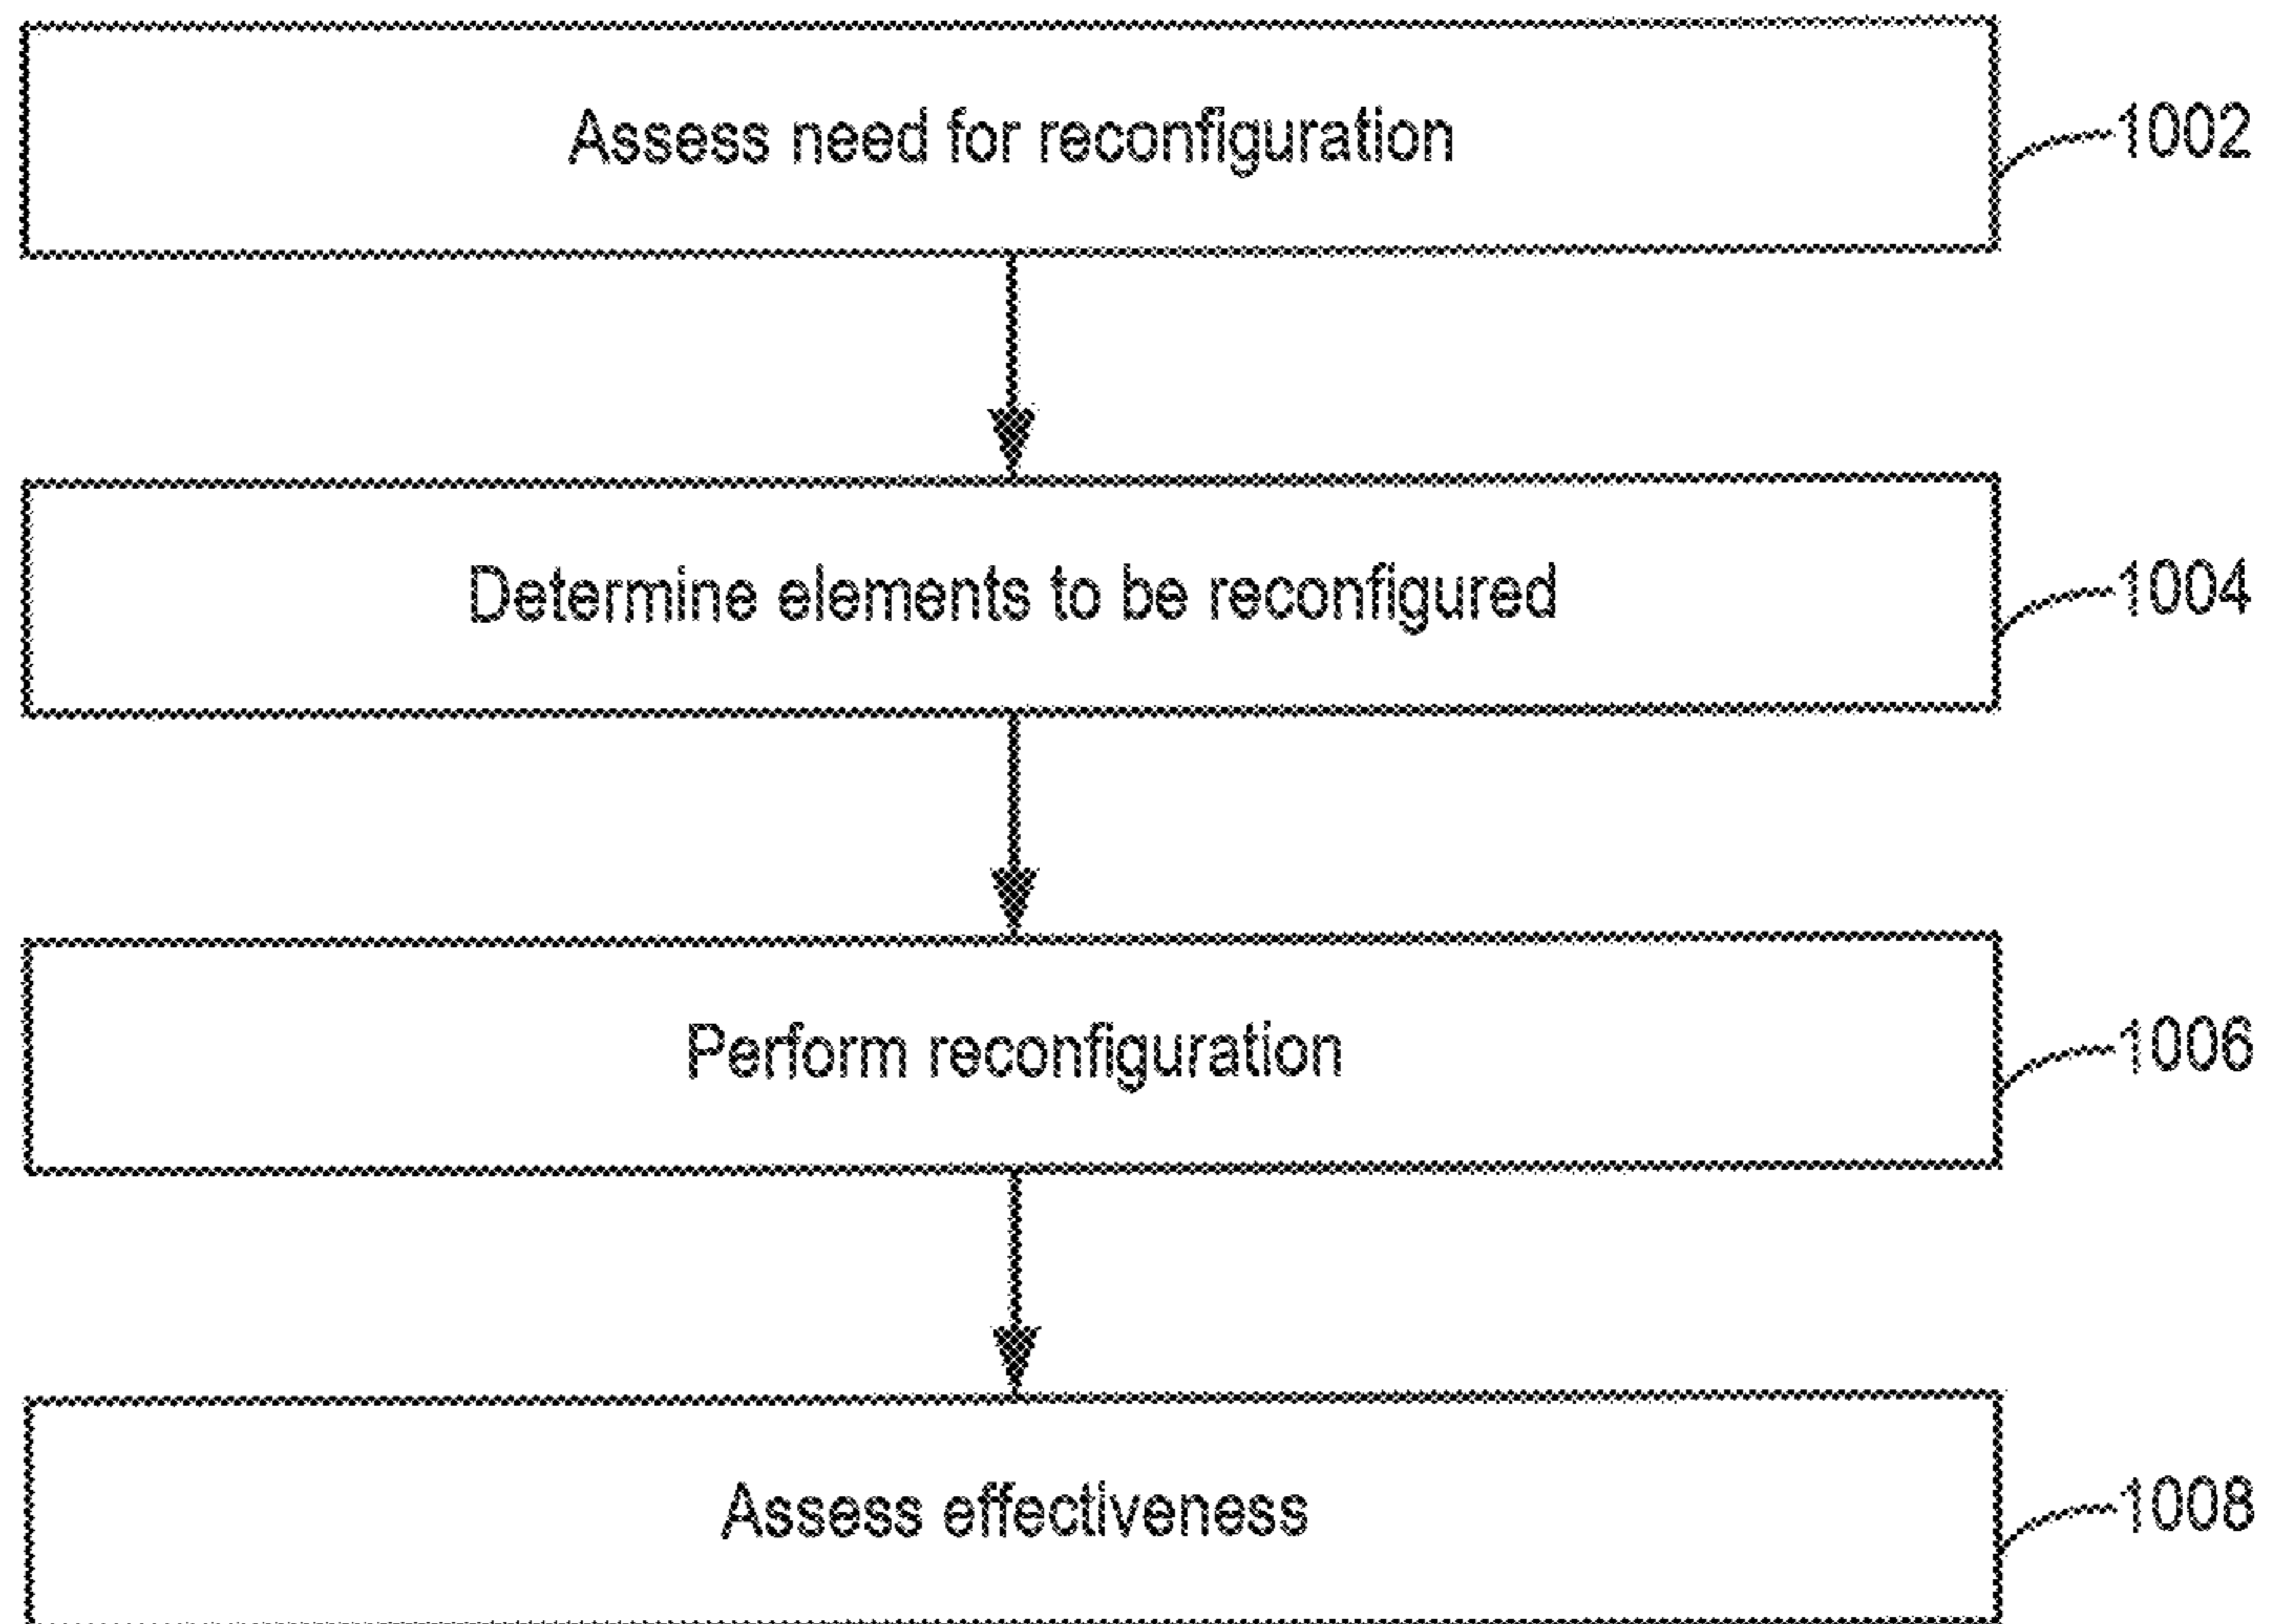 Assess need for reconfiguration
1002
Determine elements to be reconfigured
1004
Perform reconfiguration
1006
Assess effectiveness
1008